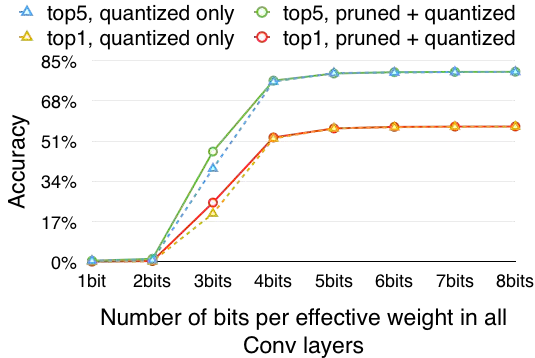 top5, quantized only
top5, pruned + quantized
top1, quantized only
top1, pruned + quantized
85%
68%
51%
34%
17%
0%
Accuracy
1bit 2bits 3bits 4bits 5bits 6bits 7bits 8bits
Number of bits per effective weight in all
Conv layers